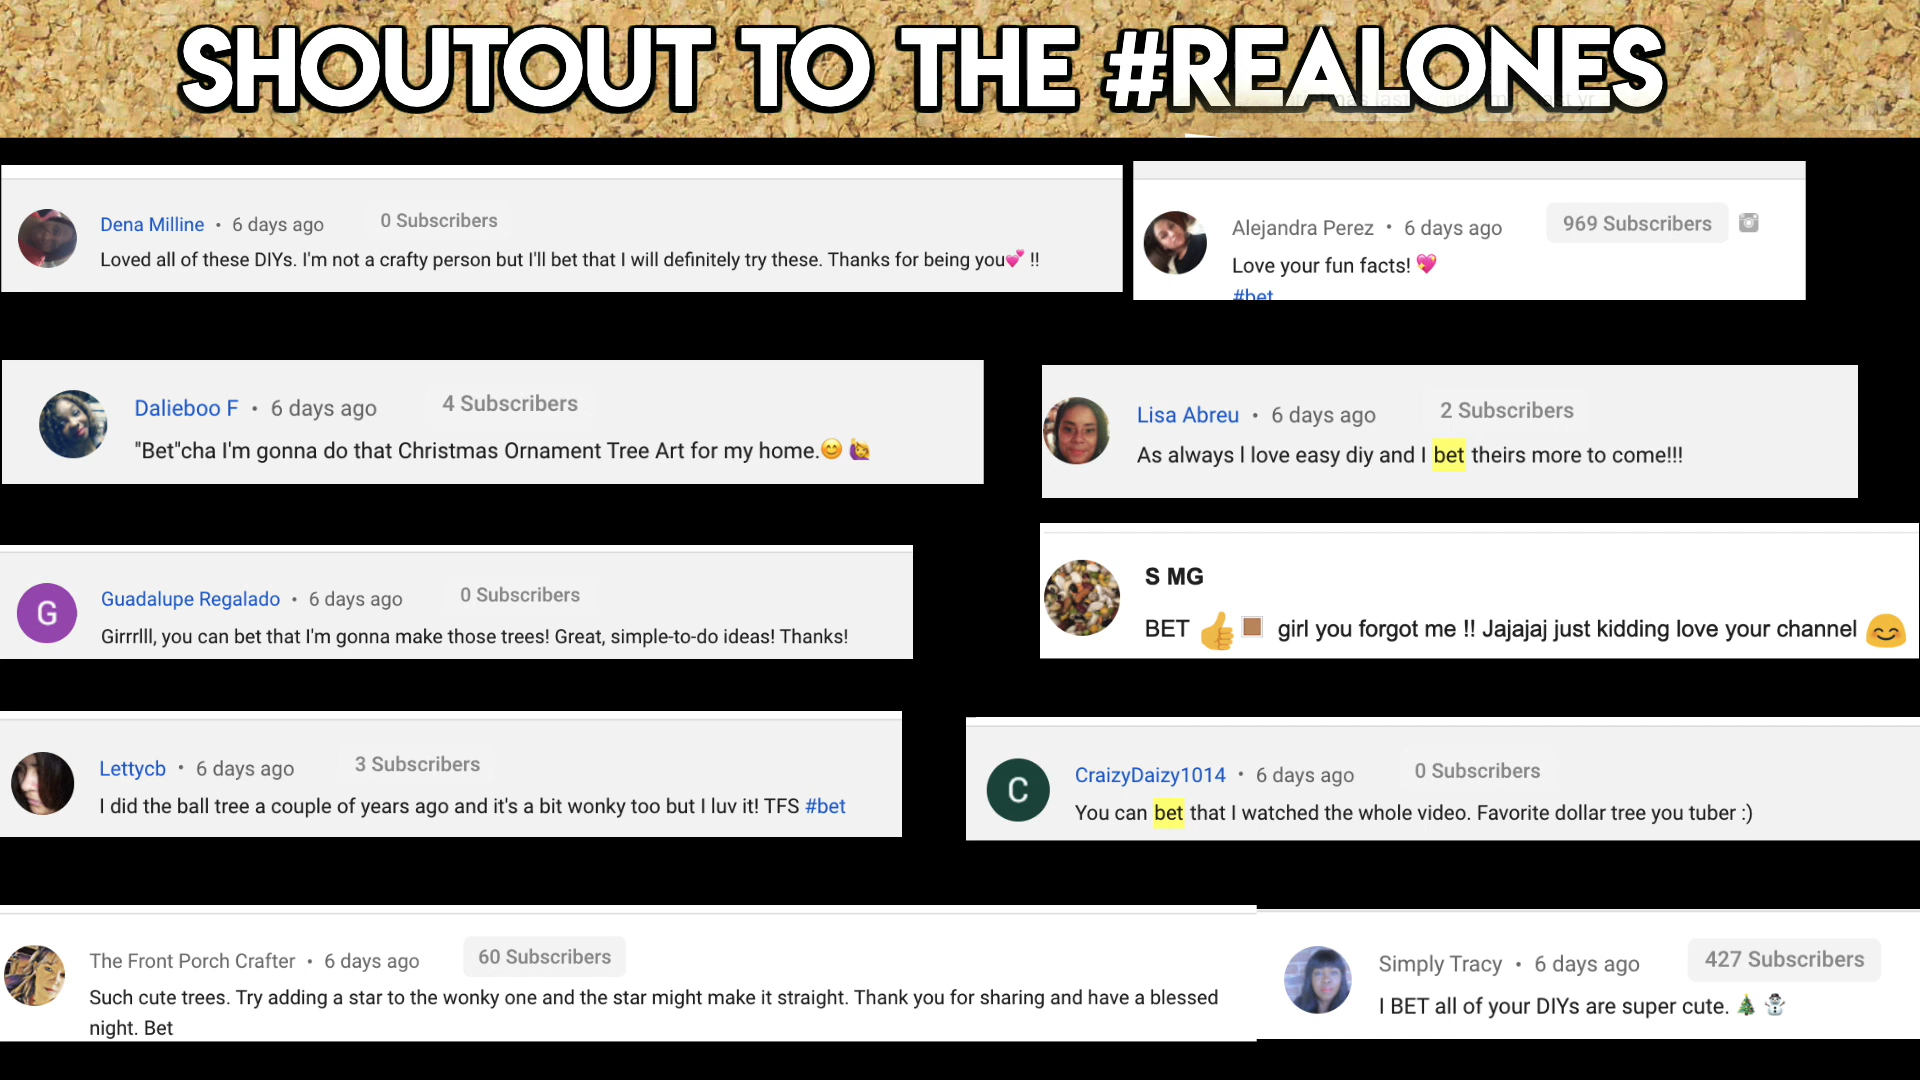 SHOUTOUT TO THE #REALONES
Dena Milline • 6 days ago 0 Subscribers
Loved all of these DIYs. I'm not a crafty person but I'll bet that I will definitely try these. Thanks for being you💕 !!
Alejandra Perez • 6 days ago 969 Subscribers
Love your fun facts! 💖
#bet
Dalieboo F • 6 days ago 4 Subscribers
"Bet"cha I'm gonna do that Christmas Ornament Tree Art for my home.😊 🙋
Lisa Abreu • 6 days ago 2 Subscribers
As always I love easy diy and I bet theirs more to come!!!
Guadalupe Regalado • 6 days ago 0 Subscribers
Girrrlll, you can bet that I'm gonna make those trees! Great, simple-to-do ideas! Thanks!
S MG
BET 👍🏾 girl you forgot me !! Jajajaj just kidding love your channel 😊
Lettycb • 6 days ago 3 Subscribers
I did the ball tree a couple of years ago and it's a bit wonky too but I luv it! TFS #bet
CraizyDaizy1014 • 6 days ago 0 Subscribers
You can bet that I watched the whole video. Favorite dollar tree you tuber :)
The Front Porch Crafter • 6 days ago 60 Subscribers
Such cute trees. Try adding a star to the wonky one and the star might make it straight. Thank you for sharing and have a blessed
night. Bet
Simply Tracy • 6 days ago 427 Subscribers
I BET all of your DIYs are super cute. 🎄 ⛄